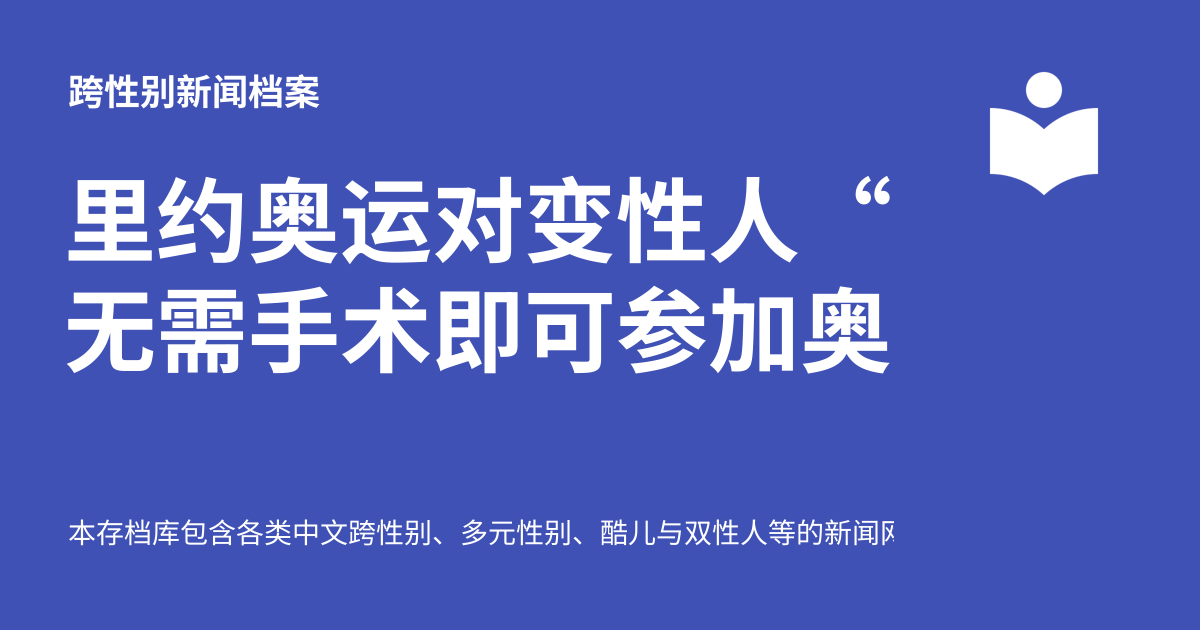 跨性别新闻档案
里约奥运对变性人 “
无需手术即可参加奥
本存档库包含各类中文跨性别、多元性别、酷儿与双性人等的新闻